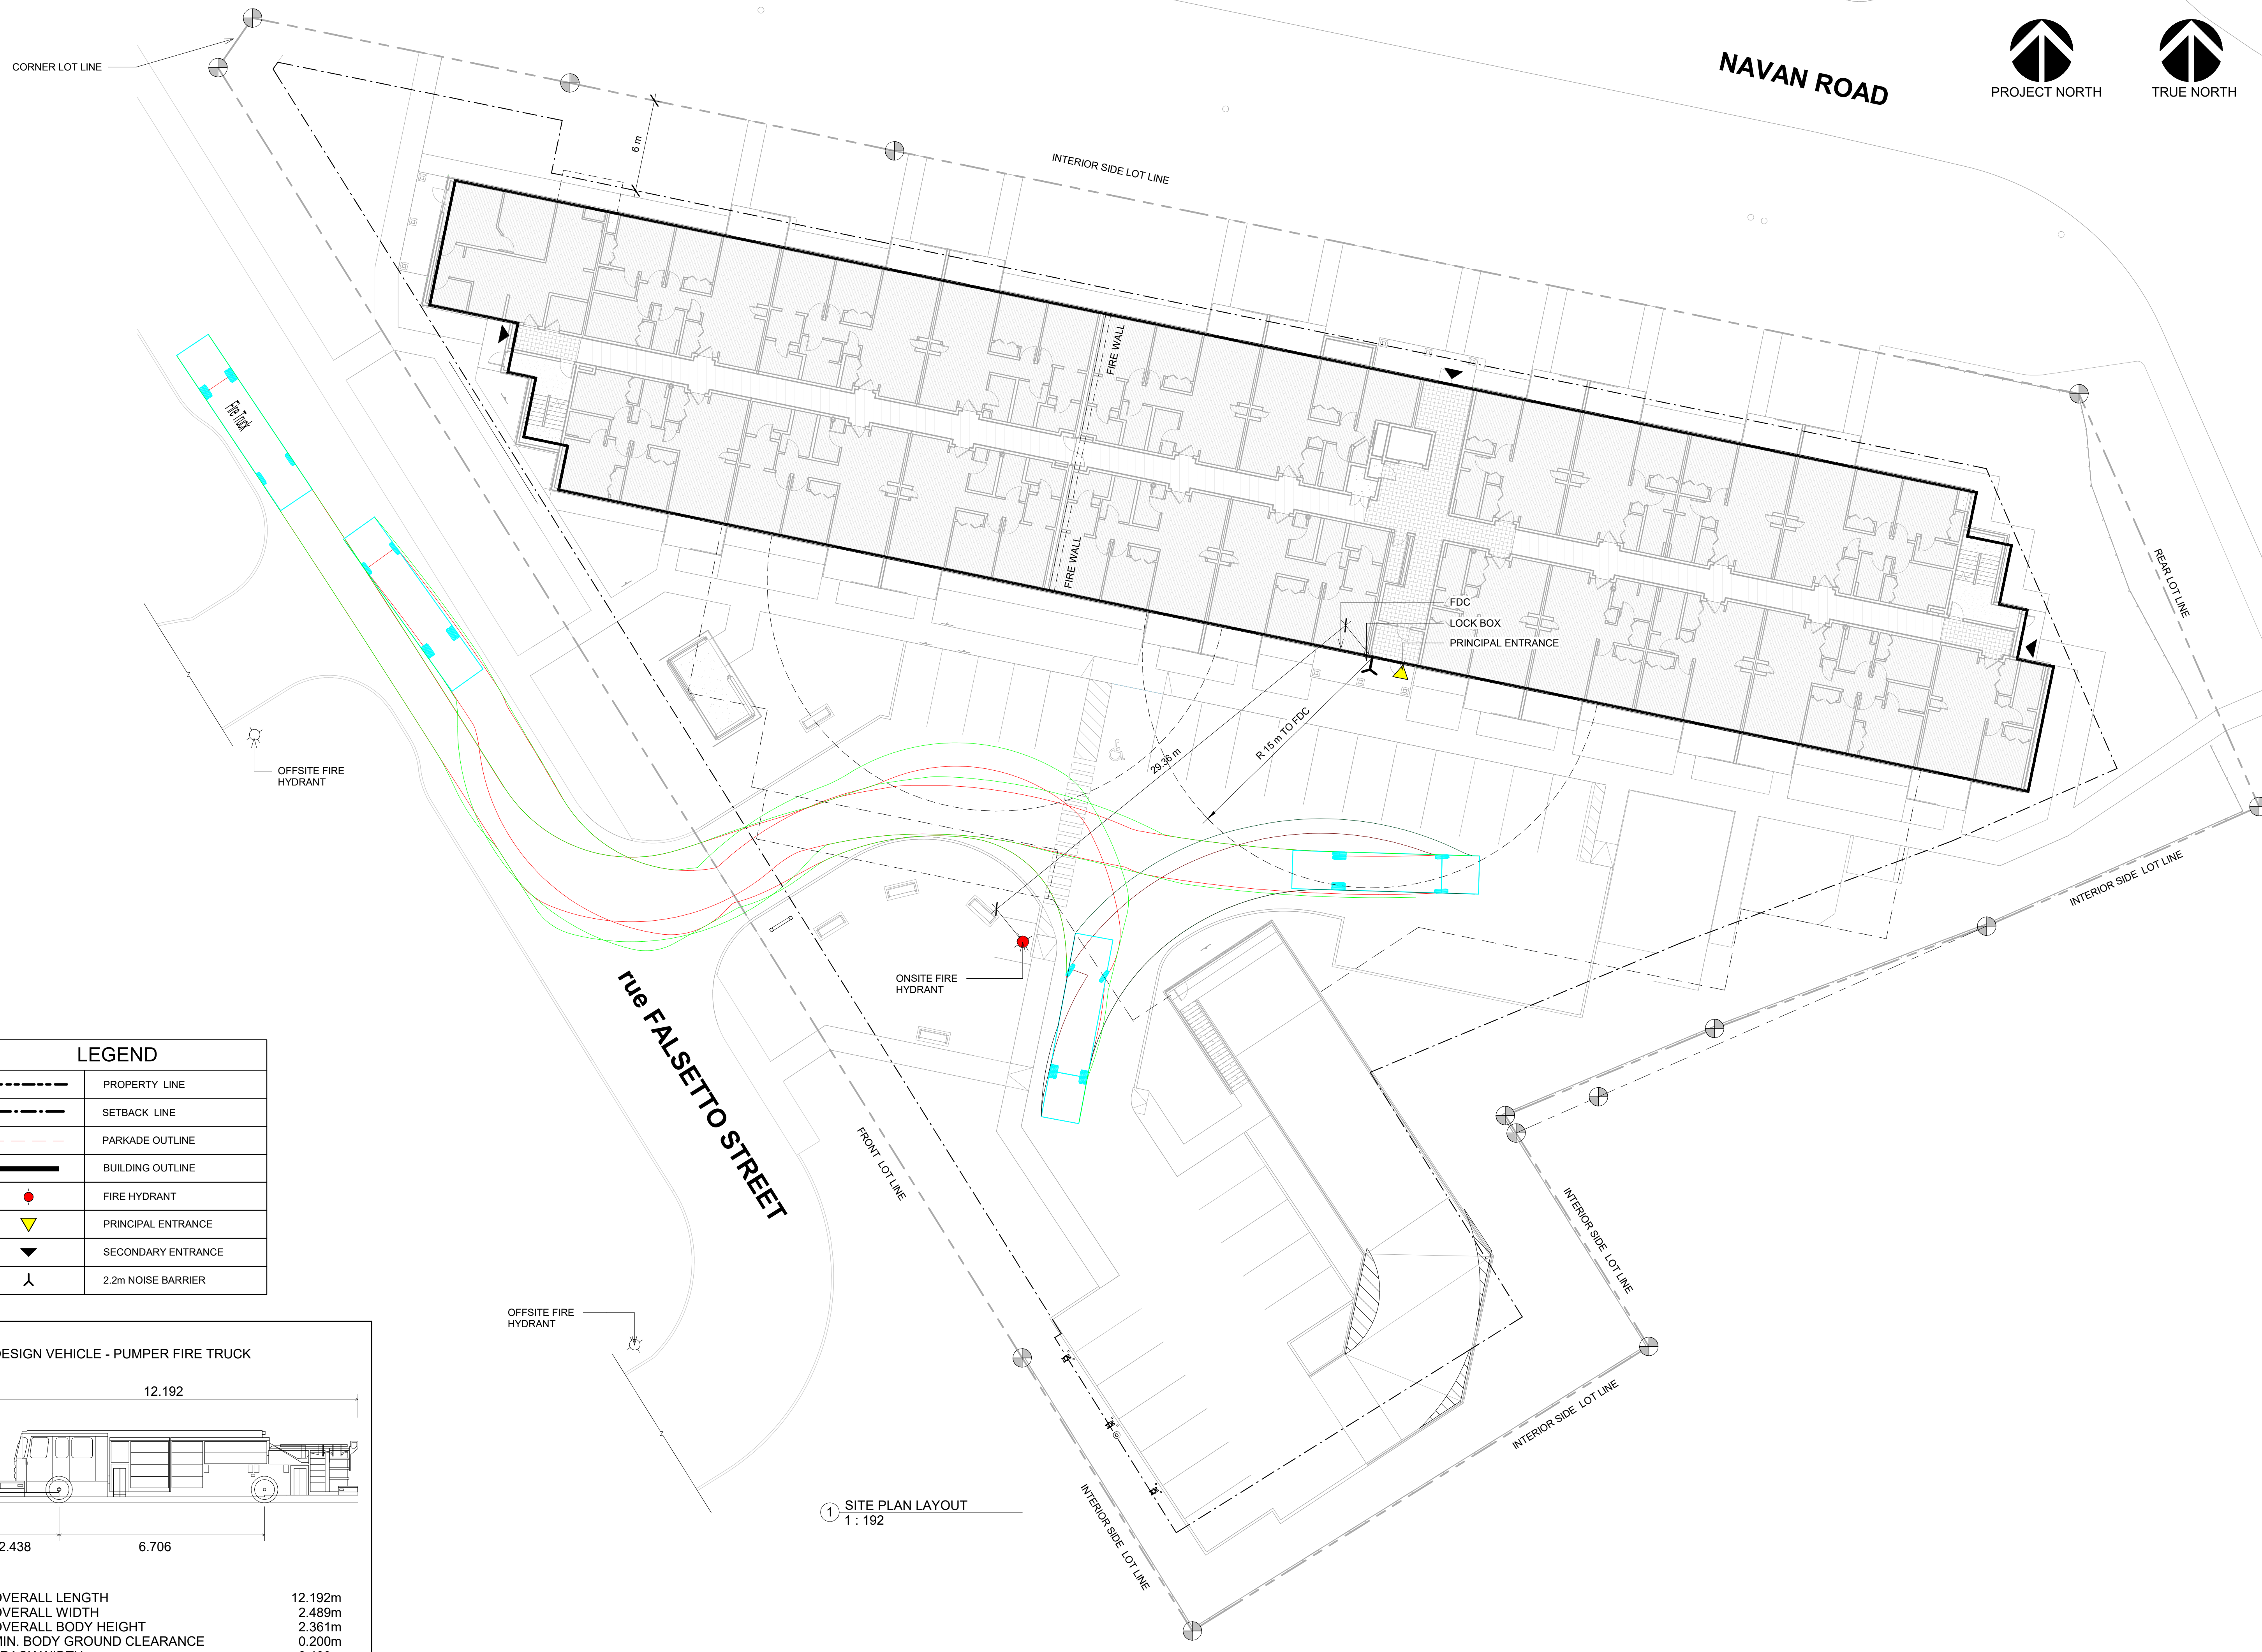 CORNER LOT LINE
NAVAN ROAD
PROJECT NORTH
TRUE NORTH
6 m
INTERIOR SIDE LOT LINE
FIRE WALL
FIRE WALL
Fire Truck
REAR LOT LINE
FDC
LOCK BOX
PRINCIPAL ENTRANCE
29.36 m
R 15 m TO FDC
OFFSITE FIRE
HYDRANT
INTERIOR SIDE LOT LINE
ONSITE FIRE
HYDRANT
rue FALSETTO STREET
FRONT LOT LINE
INTERIOR SIDE LOT LINE
LEGEND
PROPERTY LINE
SETBACK LINE
PARKADE OUTLINE
BUILDING OUTLINE
FIRE HYDRANT
PRINCIPAL ENTRANCE
SECONDARY ENTRANCE
2.2m NOISE BARRIER
OFFSITE FIRE
HYDRANT
INTERIOR SIDE LOT LINE
INTERIOR SIDE LOT LINE
1 SITE PLAN LAYOUT
1 : 192
DESIGN VEHICLE - PUMPER FIRE TRUCK
12.192
2.438
6.706
OVERALL LENGTH 12.192m
OVERALL WIDTH 2.489m
OVERALL BODY HEIGHT 2.361m
MIN. BODY GROUND CLEARANCE 0.200m